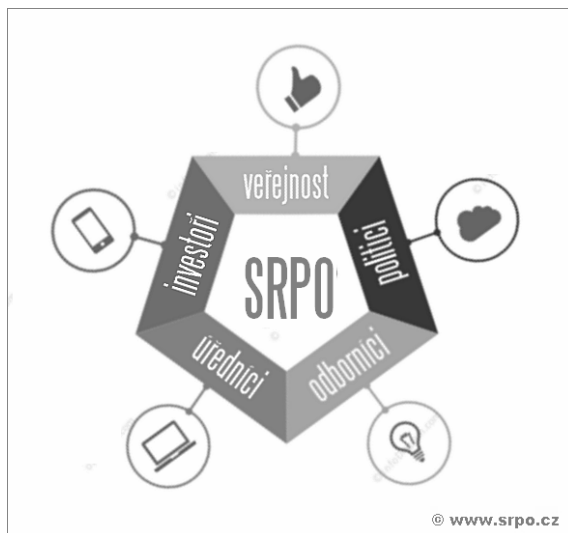 veřejnost
investoři
politici
SRPO
úředníci
odborníci
© www.srpo.cz